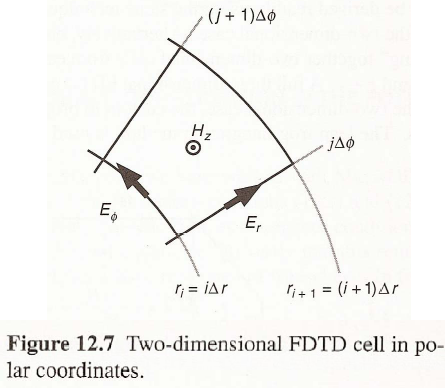 (j + 1)Δϕ
H_z
jΔϕ
E_ϕ
E_r
r_i = iΔr
r_{i+1} = (i + 1)Δr
Figure 12.7 Two-dimensional FDTD cell in po-
lar coordinates.